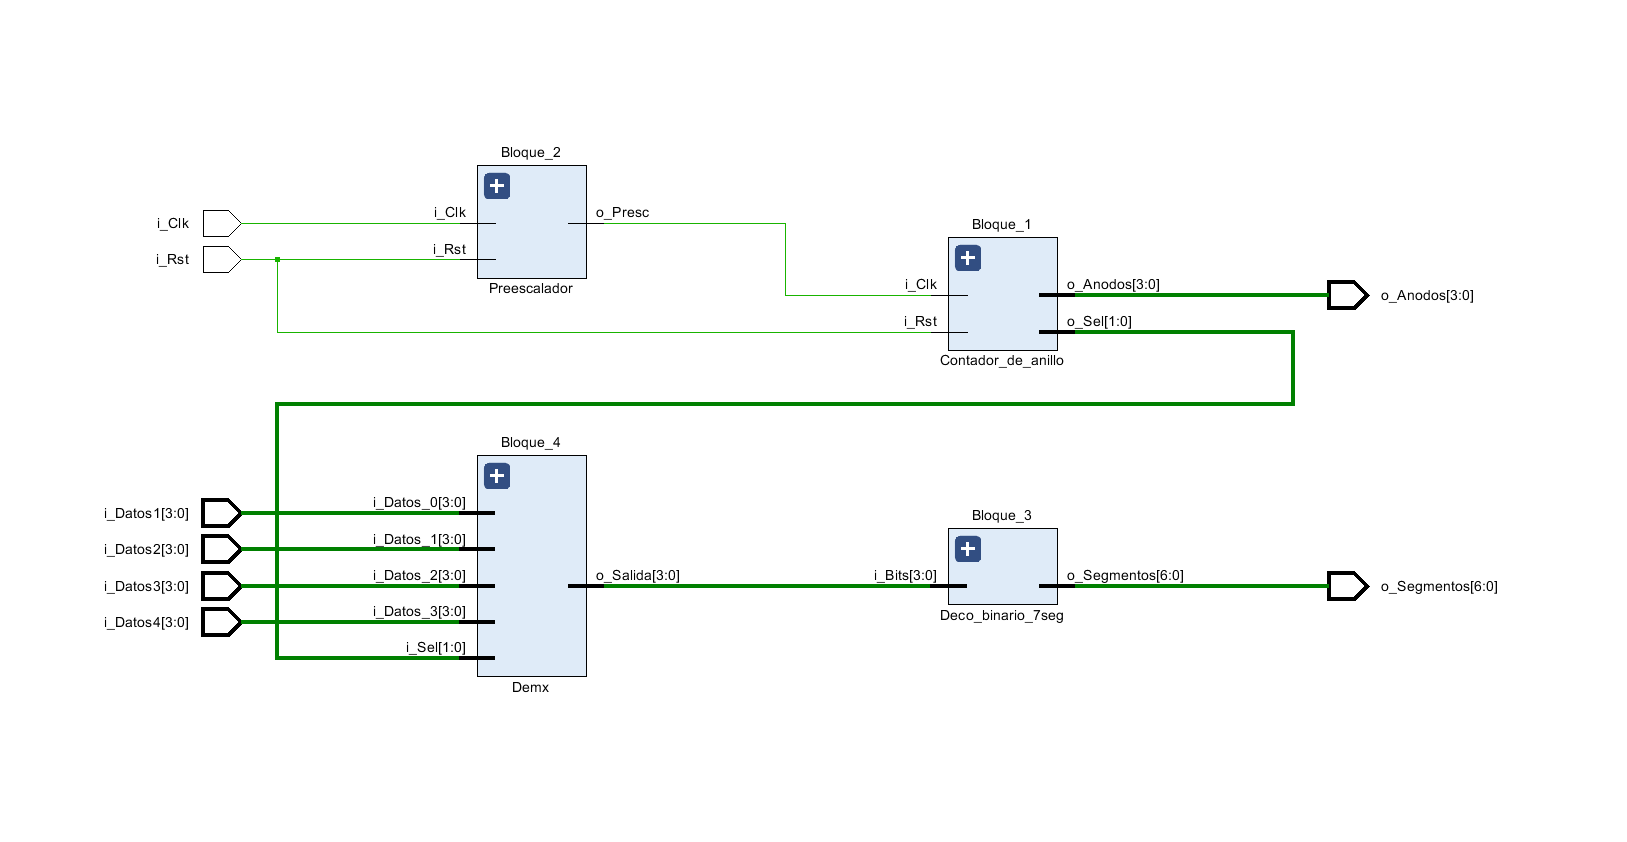 Bloque_2
i_Clk
i_Clk
o_Presc
i_Rst
i_Rst
Preescalador
Bloque_1
i_Clk
o_Anodos[3:0]
o_Anodos[3:0]
i_Rst
o_Sel[1:0]
Contador_de_anillo
Bloque_4
i_Datos1[3:0]
i_Datos_0[3:0]
i_Datos2[3:0]
i_Datos_1[3:0]
i_Datos3[3:0]
i_Datos_2[3:0]
o_Salida[3:0]
i_Datos4[3:0]
i_Datos_3[3:0]
i_Sel[1:0]
Demx
Bloque_3
i_Bits[3:0]
o_Segmentos[6:0]
o_Segmentos[6:0]
Deco_binario_7seg